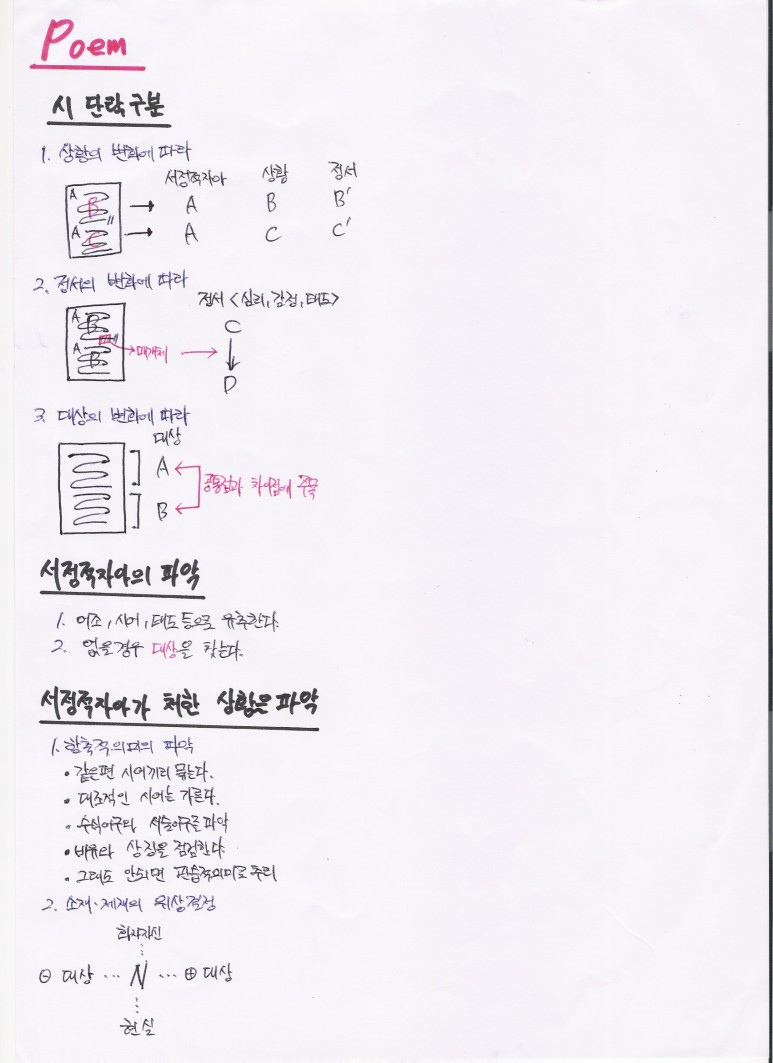 Poem
시 단락구분
1. 상황의 변화에 따라
서정적자아 상황 정서
A B → A B B'
A C → A C C'
2. 정서의 변화에 따라
정서 <심리, 감정, 태도>
A B C
매개체
A B D
3. 대상의 변화에 따라
대상
A
공통점과 차이점에 주목
B
서정적자아의 파악
1. 어조, 시어, 태도등으로 유추한다.
2. 없을경우 대상을 찾는다.
서정적자아가 처한 상황은 파악
1. 함축적의미의 파악
• 같은편 시어끼리 묶는다.
• 대조적인 시어는 가른다.
• 수식어구와, 서술어구를 파악
• 비유와 상징을 점검한다
• 그래도 안되면 관습적의미로 추리
2. 소재·제재의 위상결정
화자자신
⊖ 대상 ··· N ··· ⊕ 대상
현실